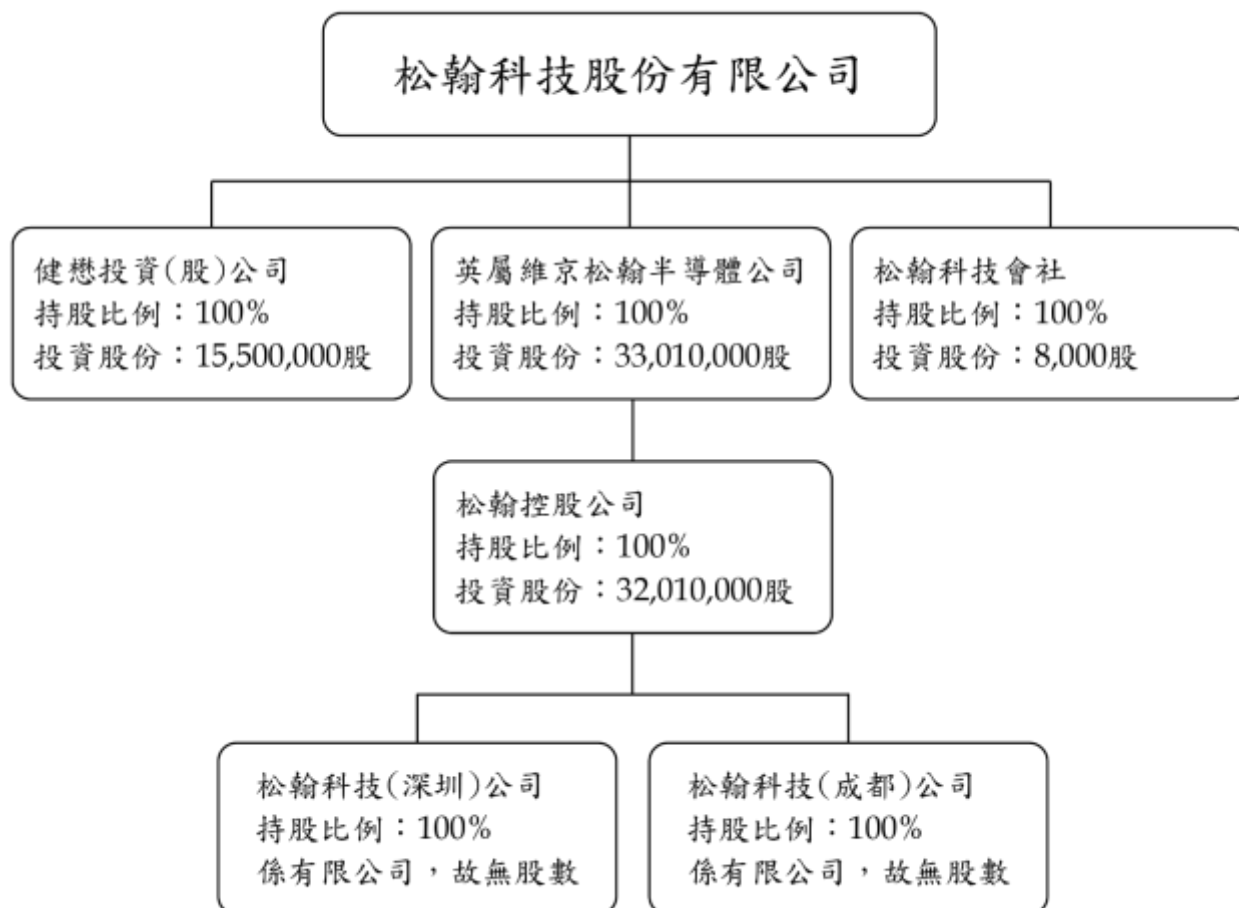 松翰科技股份有限公司
健懋投資(股)公司
持股比例：100%
投資股份：15,500,000股
英屬維京松翰半導體公司
持股比例：100%
投資股份：33,010,000股
松翰科技會社
持股比例：100%
投資股份：8,000股
松翰控股公司
持股比例：100%
投資股份：32,010,000股
松翰科技(深圳)公司
持股比例：100%
係有限公司，故無股數
松翰科技(成都)公司
持股比例：100%
係有限公司，故無股數